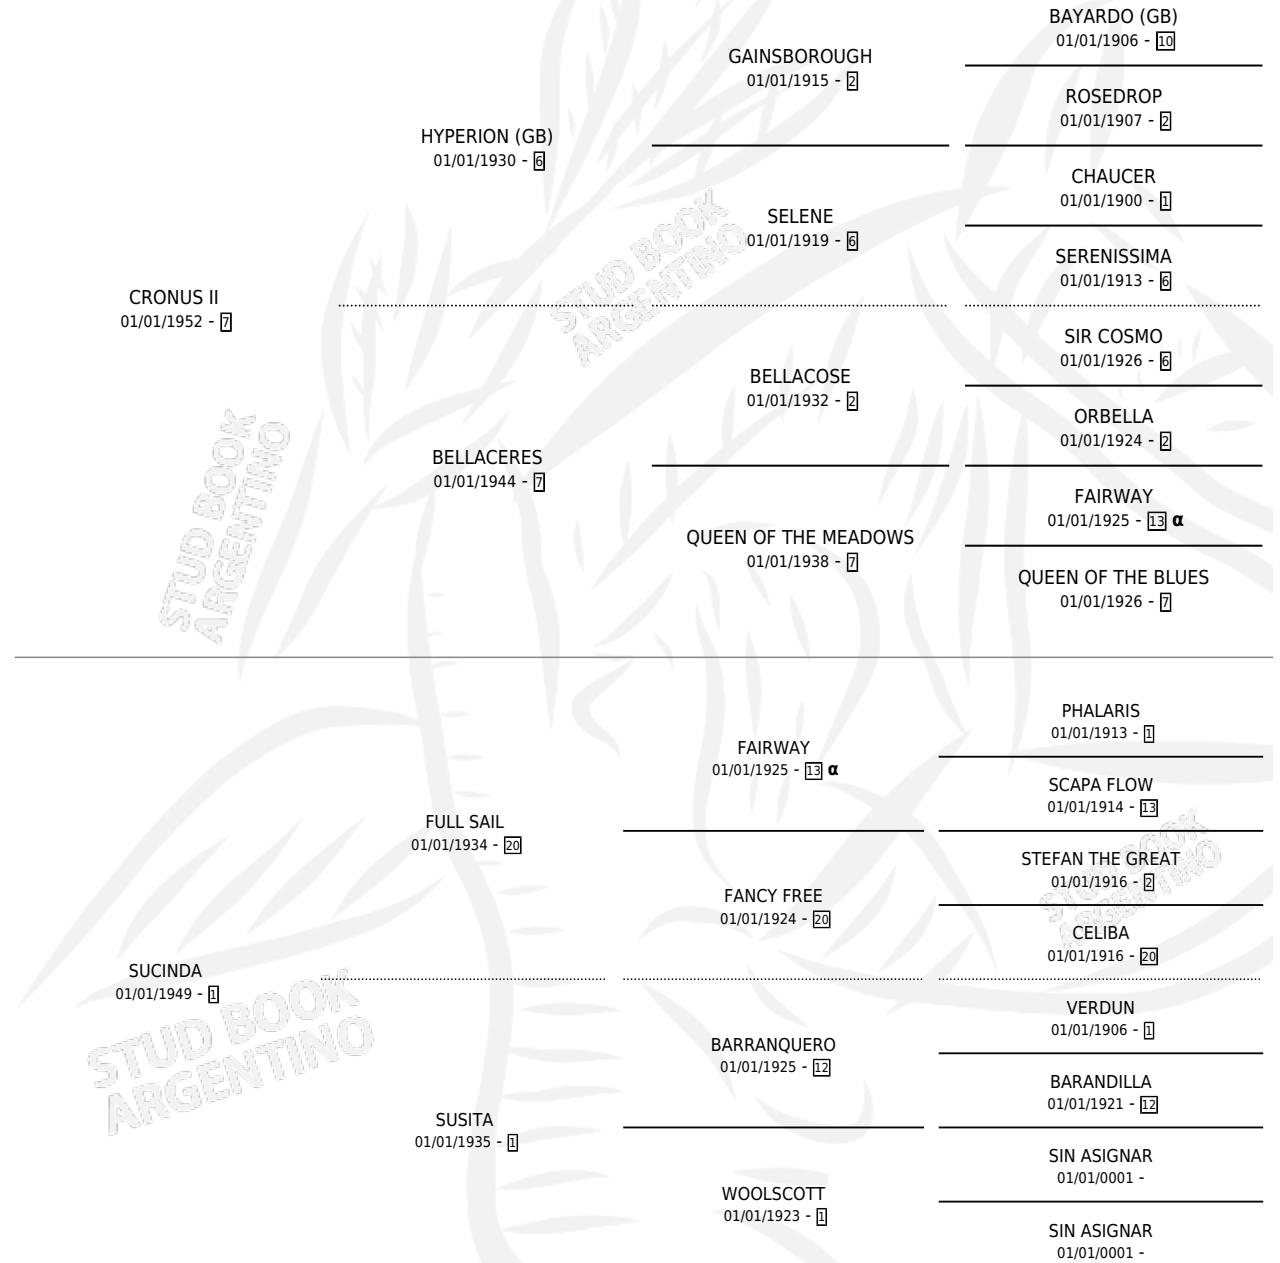 BAYARDO (GB)
01/01/1906 - 10
GAINSBOROUGH
01/01/1915 - 2
ROSEDROP
01/01/1907 - 2
HYPERION (GB)
01/01/1930 - 6
CHAUCER
01/01/1900 - 1
SELENE
01/01/1919 - 6
SERENISSIMA
01/01/1913 - 6
CRONUS II
01/01/1952 - 7
SIR COSMO
01/01/1926 - 6
BELLACOSE
01/01/1932 - 2
ORBELLA
01/01/1924 - 2
BELLACERES
01/01/1944 - 7
FAIRWAY
01/01/1925 - 13 α
QUEEN OF THE MEADOWS
01/01/1938 - 7
QUEEN OF THE BLUES
01/01/1926 - 7
PHALARIS
01/01/1913 - 1
FAIRWAY
01/01/1925 - 13 α
SCAPA FLOW
01/01/1914 - 13
FULL SAIL
01/01/1934 - 20
STEFAN THE GREAT
01/01/1916 - 2
FANCY FREE
01/01/1924 - 20
CELIBA
01/01/1916 - 20
SUCINDA
01/01/1949 - 1
VERDUN
01/01/1906 - 1
BARRANQUERO
01/01/1925 - 12
BARANDILLA
01/01/1921 - 12
SUSITA
01/01/1935 - 1
SIN ASIGNAR
01/01/0001 -
WOOLSCOTT
01/01/1923 - 1
SIN ASIGNAR
01/01/0001 -
STUD BOOK
ARGENTINO
STUD BOOK
ARGENTINO
STUD BOOK
ARGENTINO
STUD BOOK
ARGENTINO